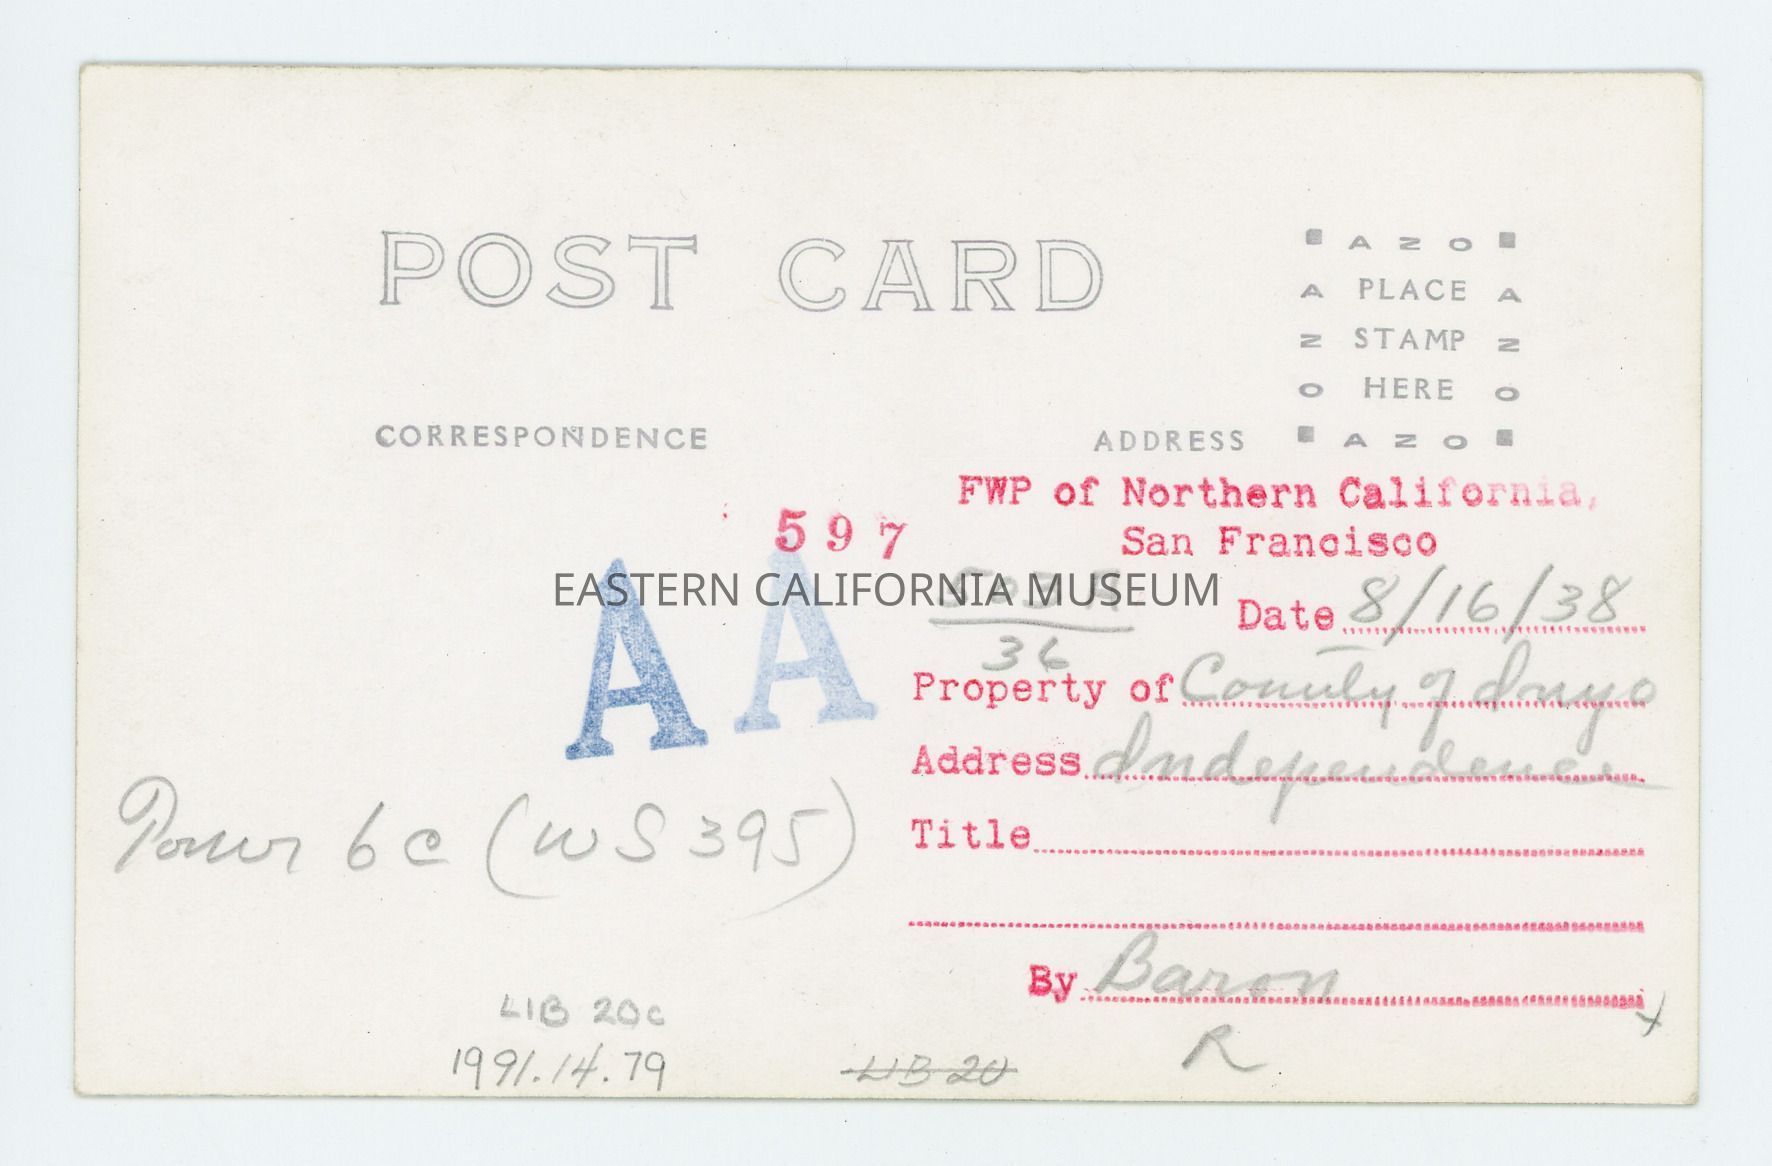 POST CARD
AZO
A PLACE A
Z STAMP Z
O HERE O
AZO
CORRESPONDENCE
ADDRESS
FWP of Northern California,
San Francisco
597
EASTERN CALIFORNIA MUSEUM
AA
36
Date 8/16/38
Property of County of Inyo
Address Independence
Title
6c (WS 395)
By Baron
R
LIB 20c
1991.14.79
LIB 20